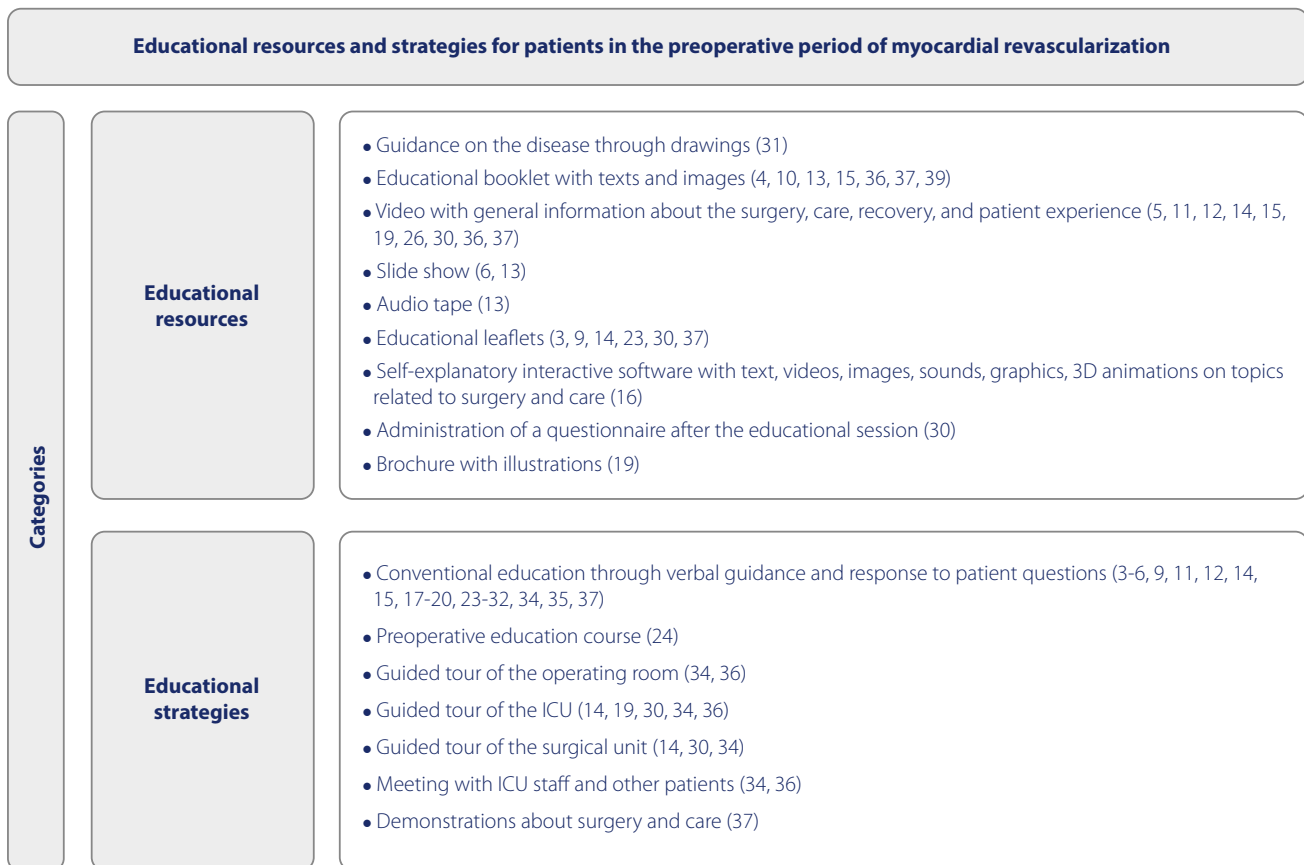 Educational resources and strategies for patients in the preoperative period of myocardial revascularization
Categories
Educational
resources
• Guidance on the disease through drawings (31)
• Educational booklet with texts and images (4, 10, 13, 15, 36, 37, 39)
• Video with general information about the surgery, care, recovery, and patient experience (5, 11, 12, 14, 15,
19, 26, 30, 36, 37)
• Slide show (6, 13)
• Audio tape (13)
• Educational leaflets (3, 9, 14, 23, 30, 37)
• Self-explanatory interactive software with text, videos, images, sounds, graphics, 3D animations on topics
related to surgery and care (16)
• Administration of a questionnaire after the educational session (30)
• Brochure with illustrations (19)
Educational
strategies
• Conventional education through verbal guidance and response to patient questions (3-6, 9, 11, 12, 14,
15, 17-20, 23-32, 34, 35, 37)
• Preoperative education course (24)
• Guided tour of the operating room (34, 36)
• Guided tour of the ICU (14, 19, 30, 34, 36)
• Guided tour of the surgical unit (14, 30, 34)
• Meeting with ICU staff and other patients (34, 36)
• Demonstrations about surgery and care (37)